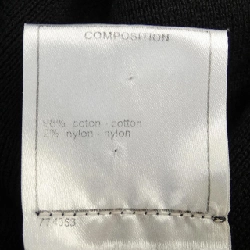 COMPOSITION
98% coton - cotton
2% nylon - nylon